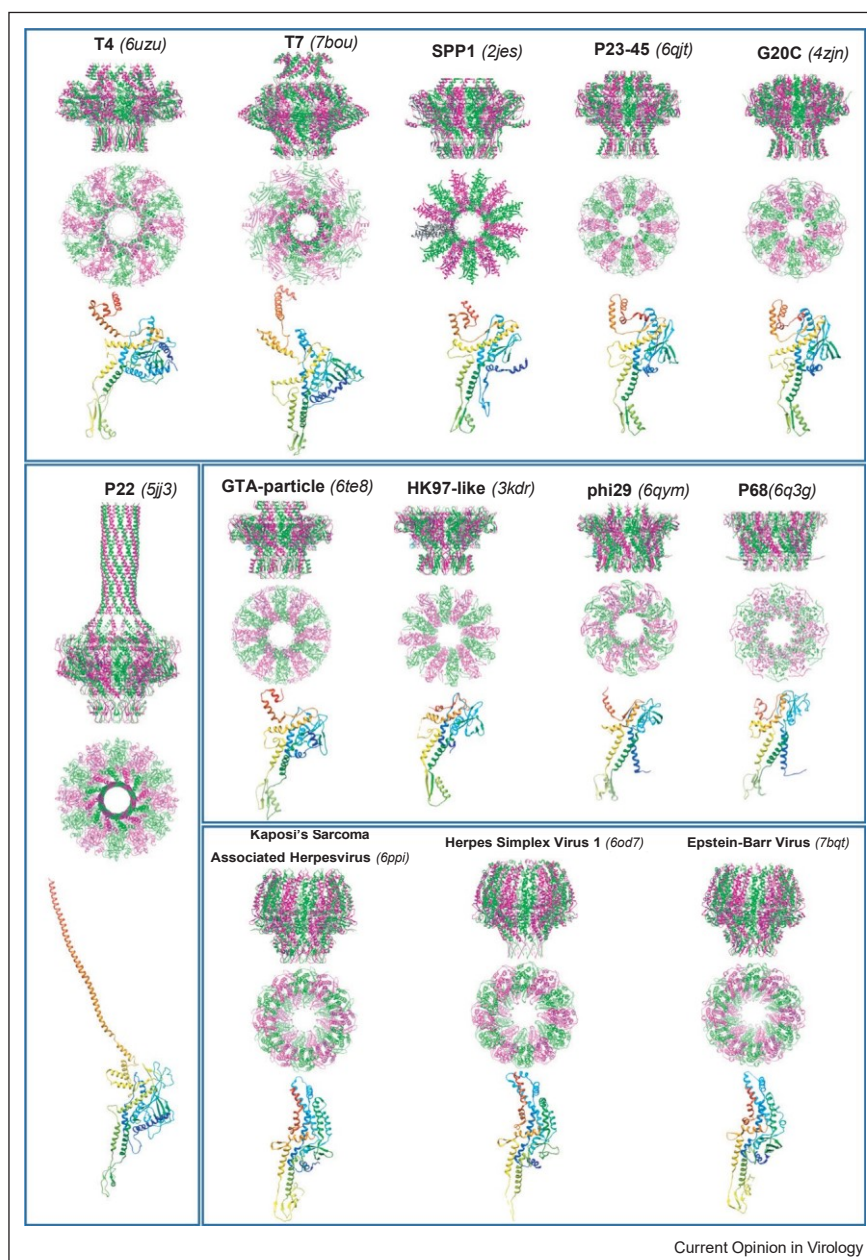 T4 (6uzu)
T7 (7bou)
SPP1 (2jes)
P23-45 (6qjt)
G20C (4zjn)
P22 (5jj3)
GTA-particle (6te8)
HK97-like (3kdr)
phi29 (6qym)
P68(6q3g)
Kaposi's Sarcoma
Associated Herpesvirus (6ppi)
Herpes Simplex Virus 1 (6od7)
Epstein-Barr Virus (7bqt)
Current Opinion in Virology